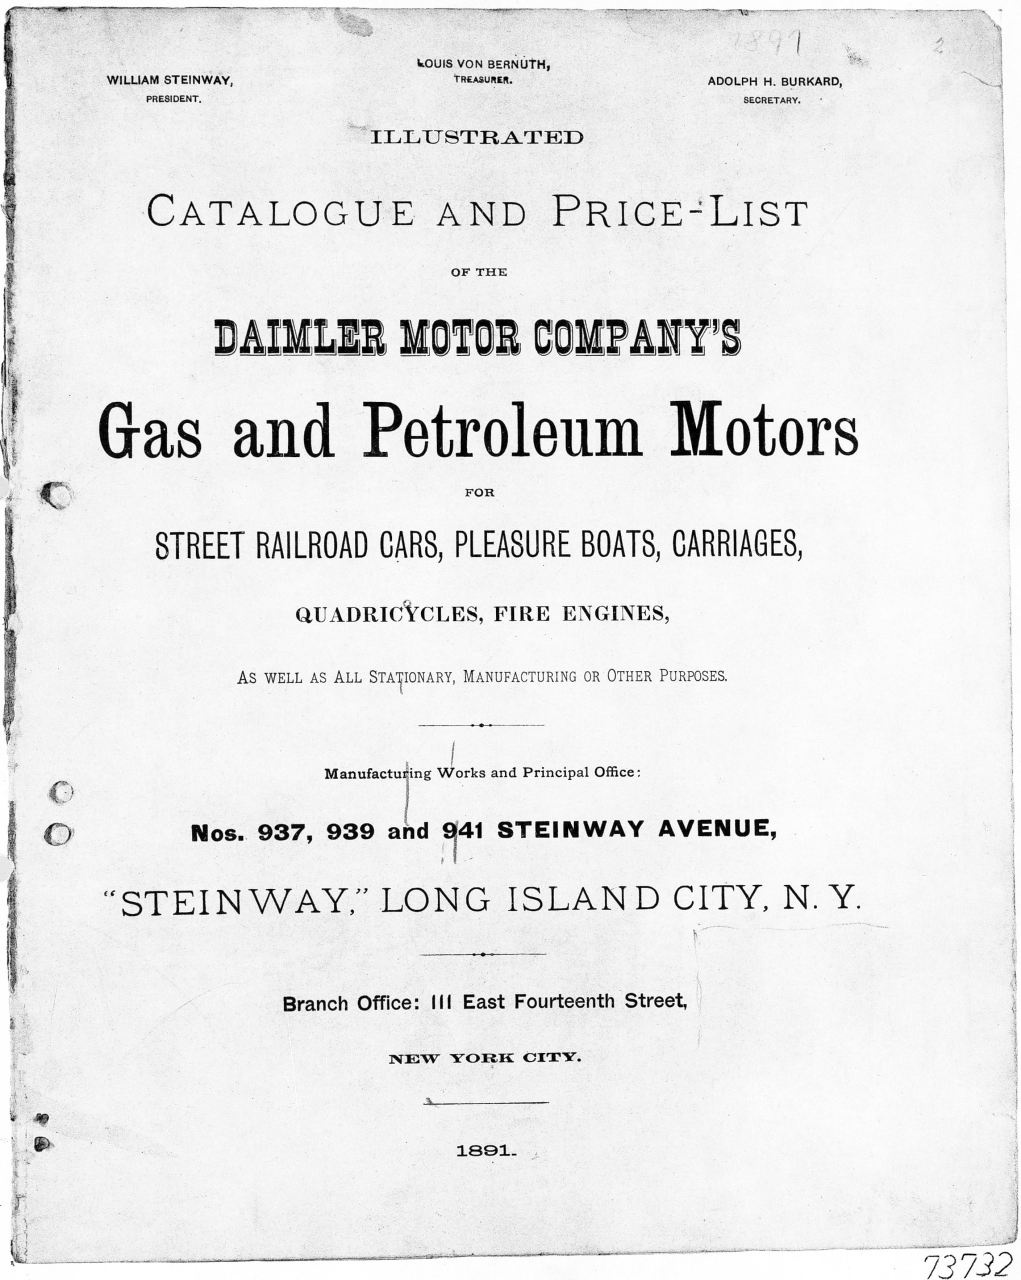 1891
2
LOUIS VON BERNUTH,
TREASURER.
WILLIAM STEINWAY,
PRESIDENT.
ADOLPH H. BURKARD,
SECRETARY.
ILLUSTRATED
CATALOGUE AND PRICE-LIST
OF THE
DAIMLER MOTOR COMPANY'S
Gas and Petroleum Motors
FOR
STREET RAILROAD CARS, PLEASURE BOATS, CARRIAGES,
QUADRICYCLES, FIRE ENGINES,
AS WELL AS ALL STATIONARY, MANUFACTURING OR OTHER PURPOSES.
Manufacturing Works and Principal Office:
Nos. 937, 939 and 941 STEINWAY AVENUE,
"STEINWAY," LONG ISLAND CITY, N. Y.
Branch Office: 111 East Fourteenth Street,
NEW YORK CITY.
1891.
73732